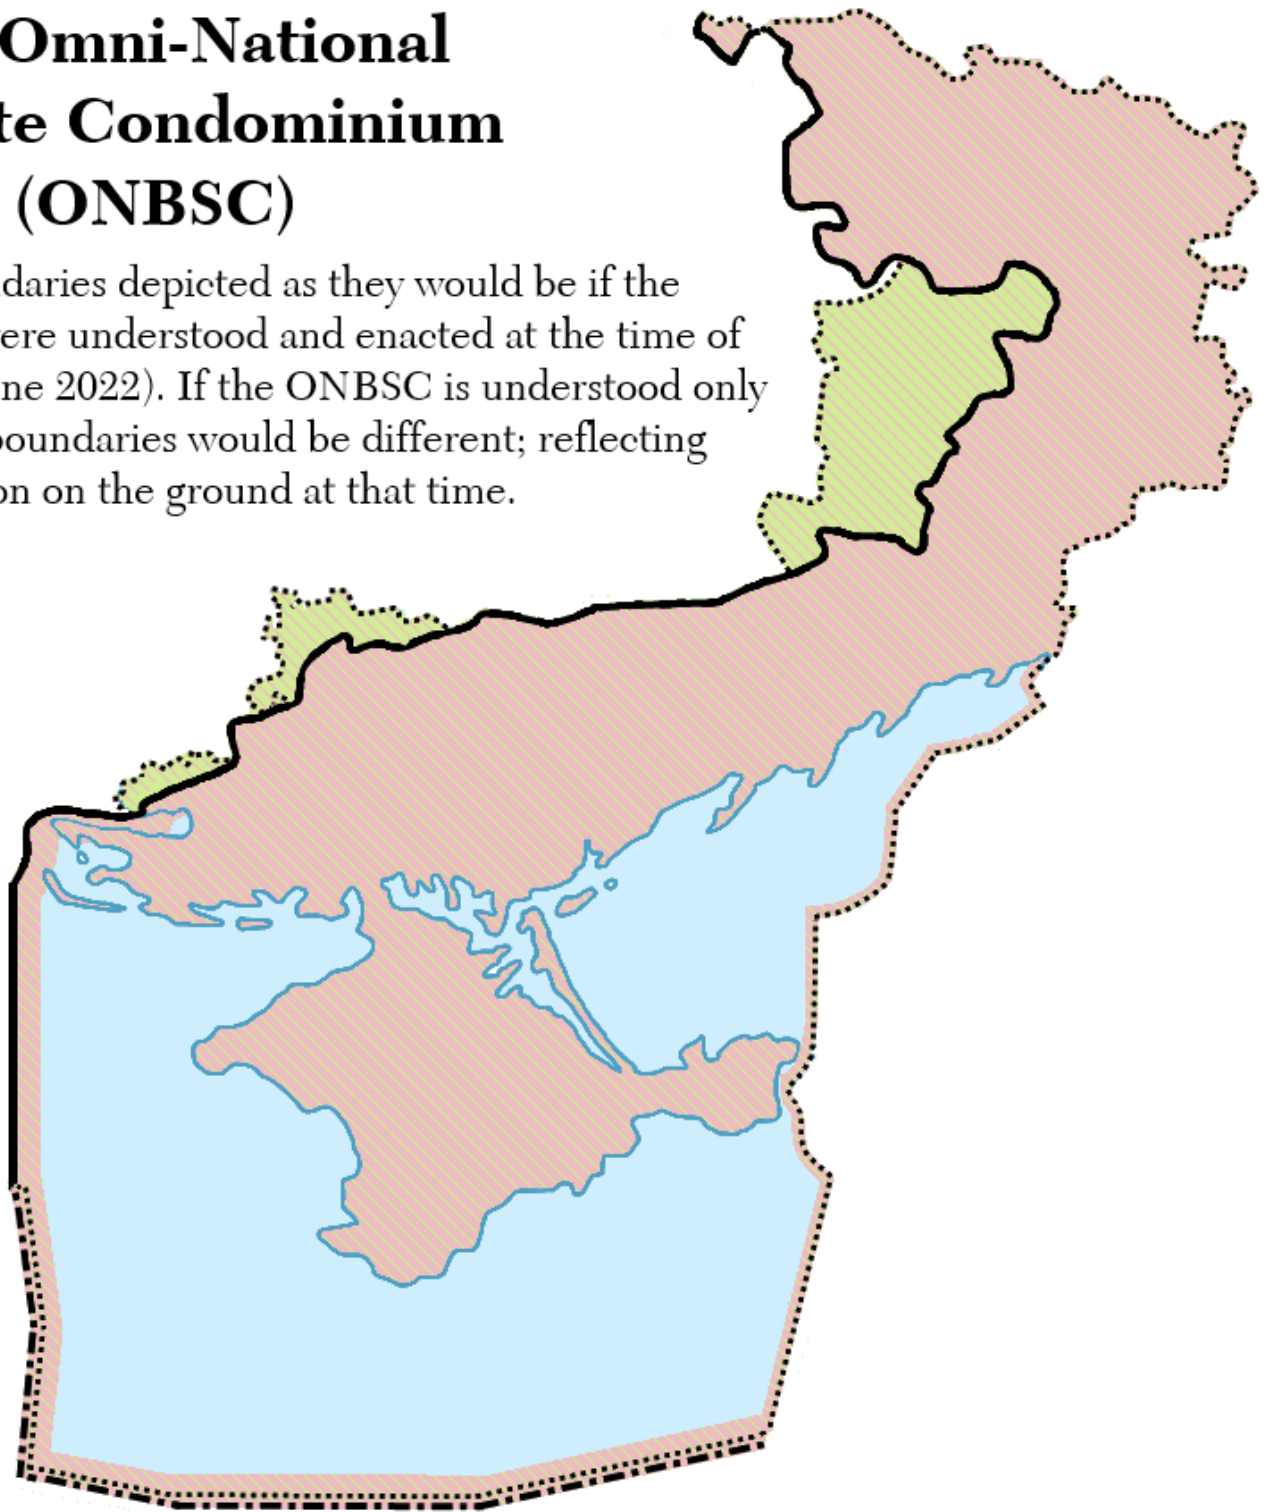 Omni-National
te Condominium
(ONBSC)
daries depicted as they would be if the
ere understood and enacted at the time of
ne 2022). If the ONBSC is understood only
boundaries would be different; reflecting
on on the ground at that time.